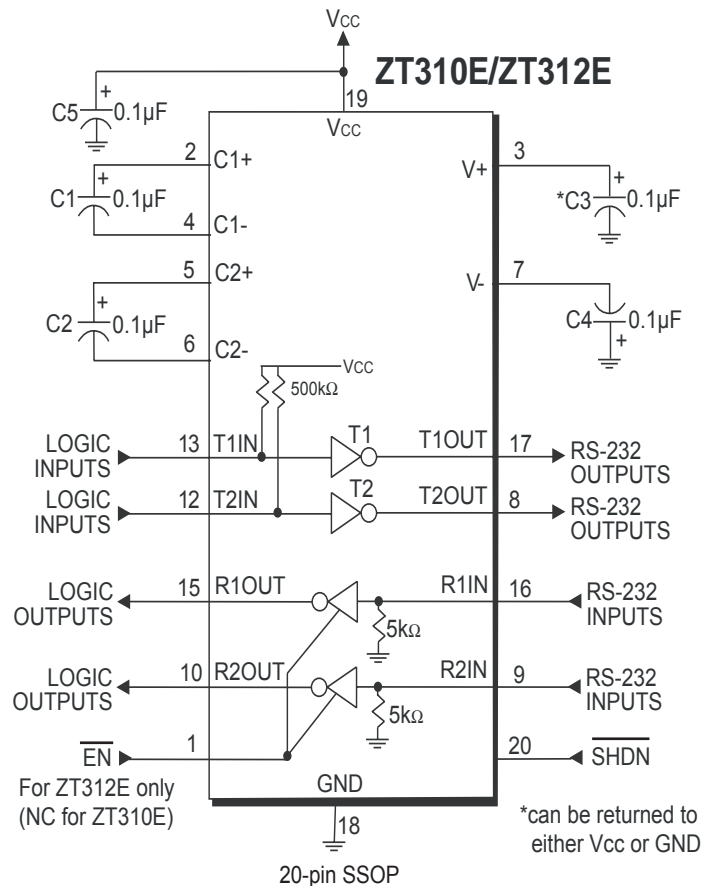 Vcc
ZT310E/ZT312E
+
C5
0.1µF
19
Vcc
2
C1+
V+
3
+
C1
0.1µF
+
*C3
0.1µF
4
C1-
5
C2+
V-
7
+
C2
0.1µF
C4
0.1µF
+
6
C2-
Vcc
500kΩ
LOGIC
INPUTS
13
T1IN
T1
T1OUT
17
RS-232
OUTPUTS
LOGIC
INPUTS
12
T2IN
T2
T2OUT
8
RS-232
OUTPUTS
LOGIC
OUTPUTS
15
R1OUT
R1IN
16
RS-232
INPUTS
5kΩ
LOGIC
OUTPUTS
10
R2OUT
R2IN
9
RS-232
INPUTS
5kΩ
EN
1
20
SHDN
For ZT312E only
(NC for ZT310E)
GND
18
*can be returned to
either Vcc or GND
20-pin SSOP